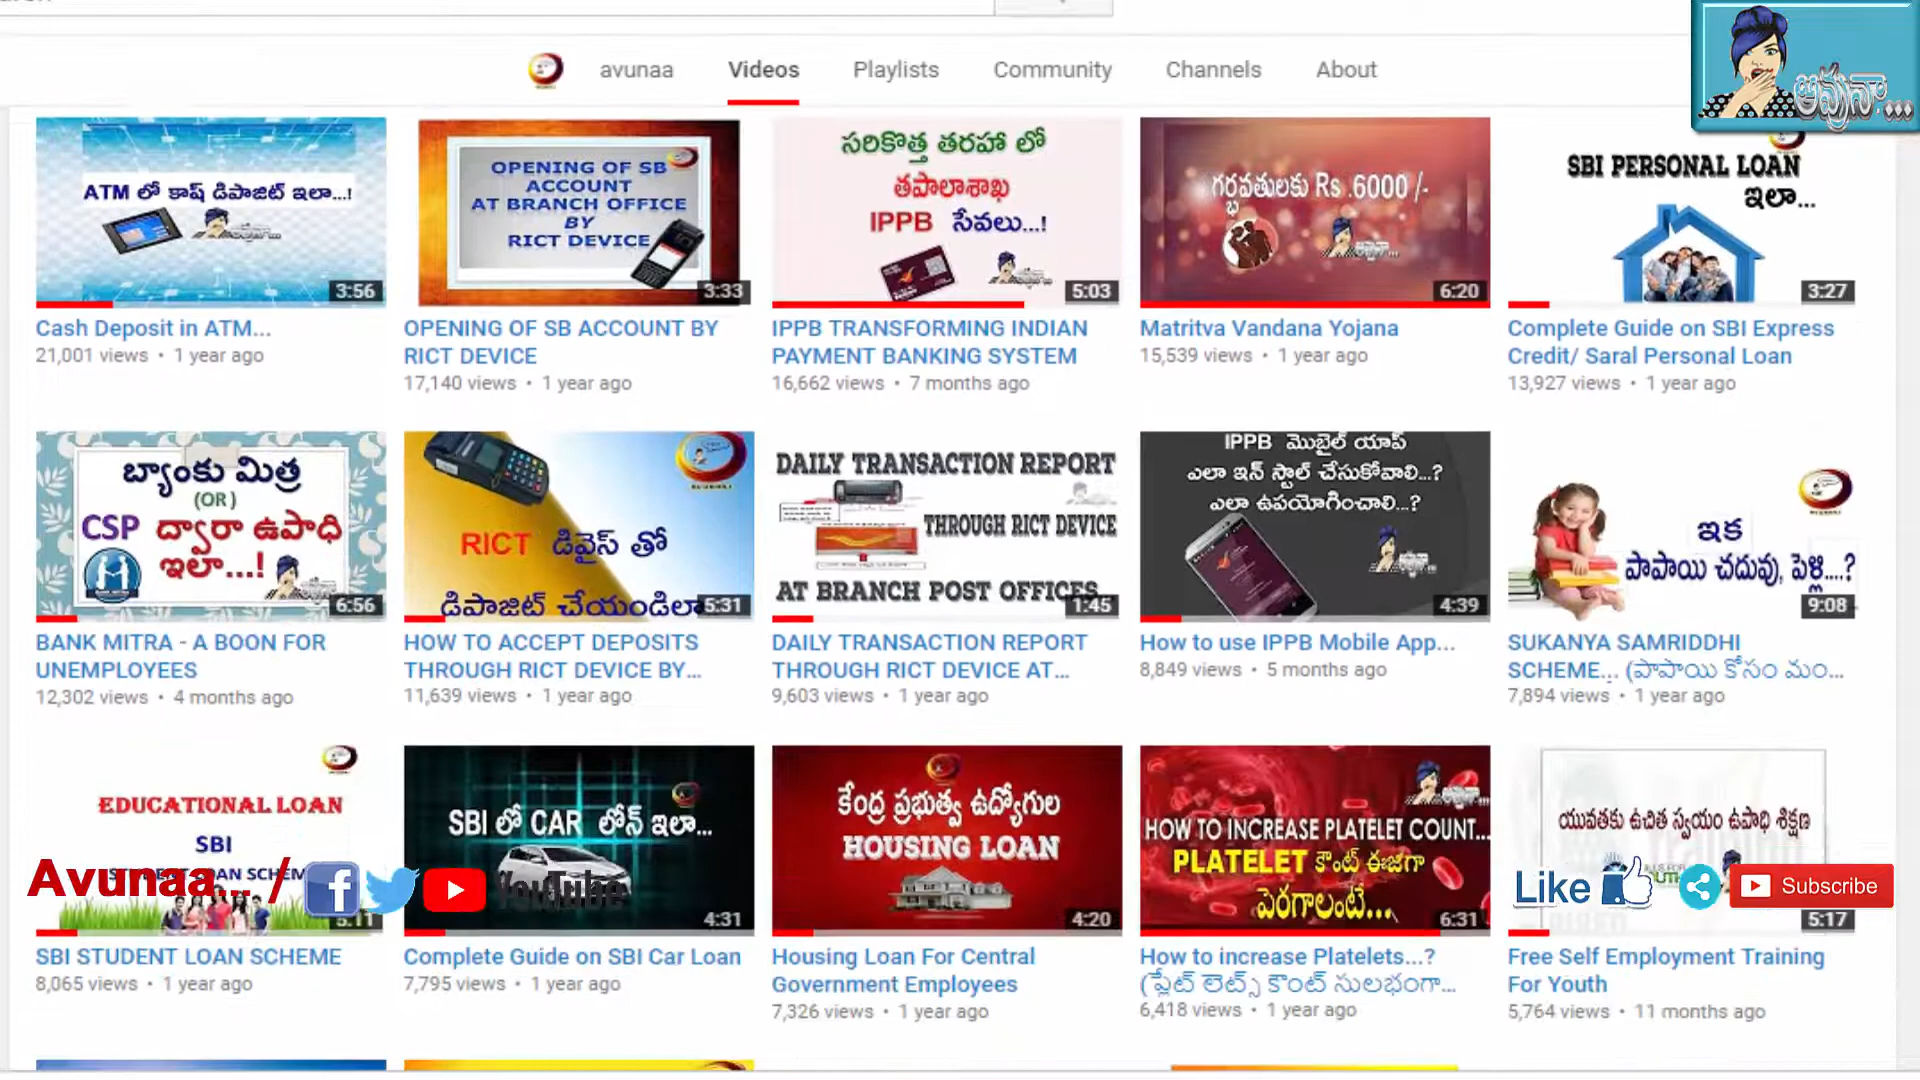 avunaa
Videos
Playlists
Community
Channels
About
అవునా...
ATM లో కాష్ డిపాజిట్ ఇలా...!
3:56
Cash Deposit in ATM...
21,001 views • 1 year ago
OPENING OF SB
ACCOUNT
AT BRANCH OFFICE
BY
RICT DEVICE
3:33
OPENING OF SB ACCOUNT BY
RICT DEVICE
17,140 views • 1 year ago
సరికొత్త తరహా లో
తపాలాశాఖ
IPPB సేవలు...!
5:03
IPPB TRANSFORMING INDIAN
PAYMENT BANKING SYSTEM
16,662 views • 7 months ago
గర్భవతులకు Rs .6000 /-
6:20
Matritva Vandana Yojana
15,539 views • 1 year ago
SBI PERSONAL LOAN
ఇలా...
3:27
Complete Guide on SBI Express
Credit/ Saral Personal Loan
13,927 views • 1 year ago
బ్యాంకు మిత్ర
(OR)
CSP ద్వారా ఉపాధి
ఇలా...!
6:56
BANK MITRA - A BOON FOR
UNEMPLOYEES
12,302 views • 4 months ago
RICT డివైస్ తో
డిపాజిట్ చేయండిలా
5:31
HOW TO ACCEPT DEPOSITS
THROUGH RICT DEVICE BY...
11,639 views • 1 year ago
DAILY TRANSACTION REPORT
THROUGH RICT DEVICE
AT BRANCH POST OFFICES
1:45
DAILY TRANSACTION REPORT
THROUGH RICT DEVICE AT...
9,603 views • 1 year ago
IPPB మొబైల్ యాప్
ఎలా ఇన్ స్టాల్ చేసుకోవాలి...?
ఎలా ఉపయోగించాలి...?
4:39
How to use IPPB Mobile App...
8,849 views • 5 months ago
ఇక
పాపాయి చదువు, పెళ్లి....?
9:08
SUKANYA SAMRIDDHI
SCHEME... (పాపాయి కోసం మం...
7,894 views • 1 year ago
EDUCATIONAL LOAN
SBI
STUDENT LOAN SCHEM
5:11
SBI STUDENT LOAN SCHEME
8,065 views • 1 year ago
SBI లో CAR లోన్ ఇలా...
4:31
Complete Guide on SBI Car Loan
7,795 views • 1 year ago
కేంద్ర ప్రభుత్వ ఉద్యోగుల
HOUSING LOAN
4:20
Housing Loan For Central
Government Employees
7,326 views • 1 year ago
HOW TO INCREASE PLATELET COUNT...
PLATELET కౌంట్ ఈజీగా
పెరగాలంటే...
6:31
How to increase Platelets...?
(ప్లేట్ లెట్స్ కౌంట్ సులభంగా...
6,418 views • 1 year ago
యువతకు ఉచిత స్వయం ఉపాధి శిక్షణ
5:17
Free Self Employment Training
For Youth
5,764 views • 11 months ago
Avunaa... /
YouTube
Like
Subscribe